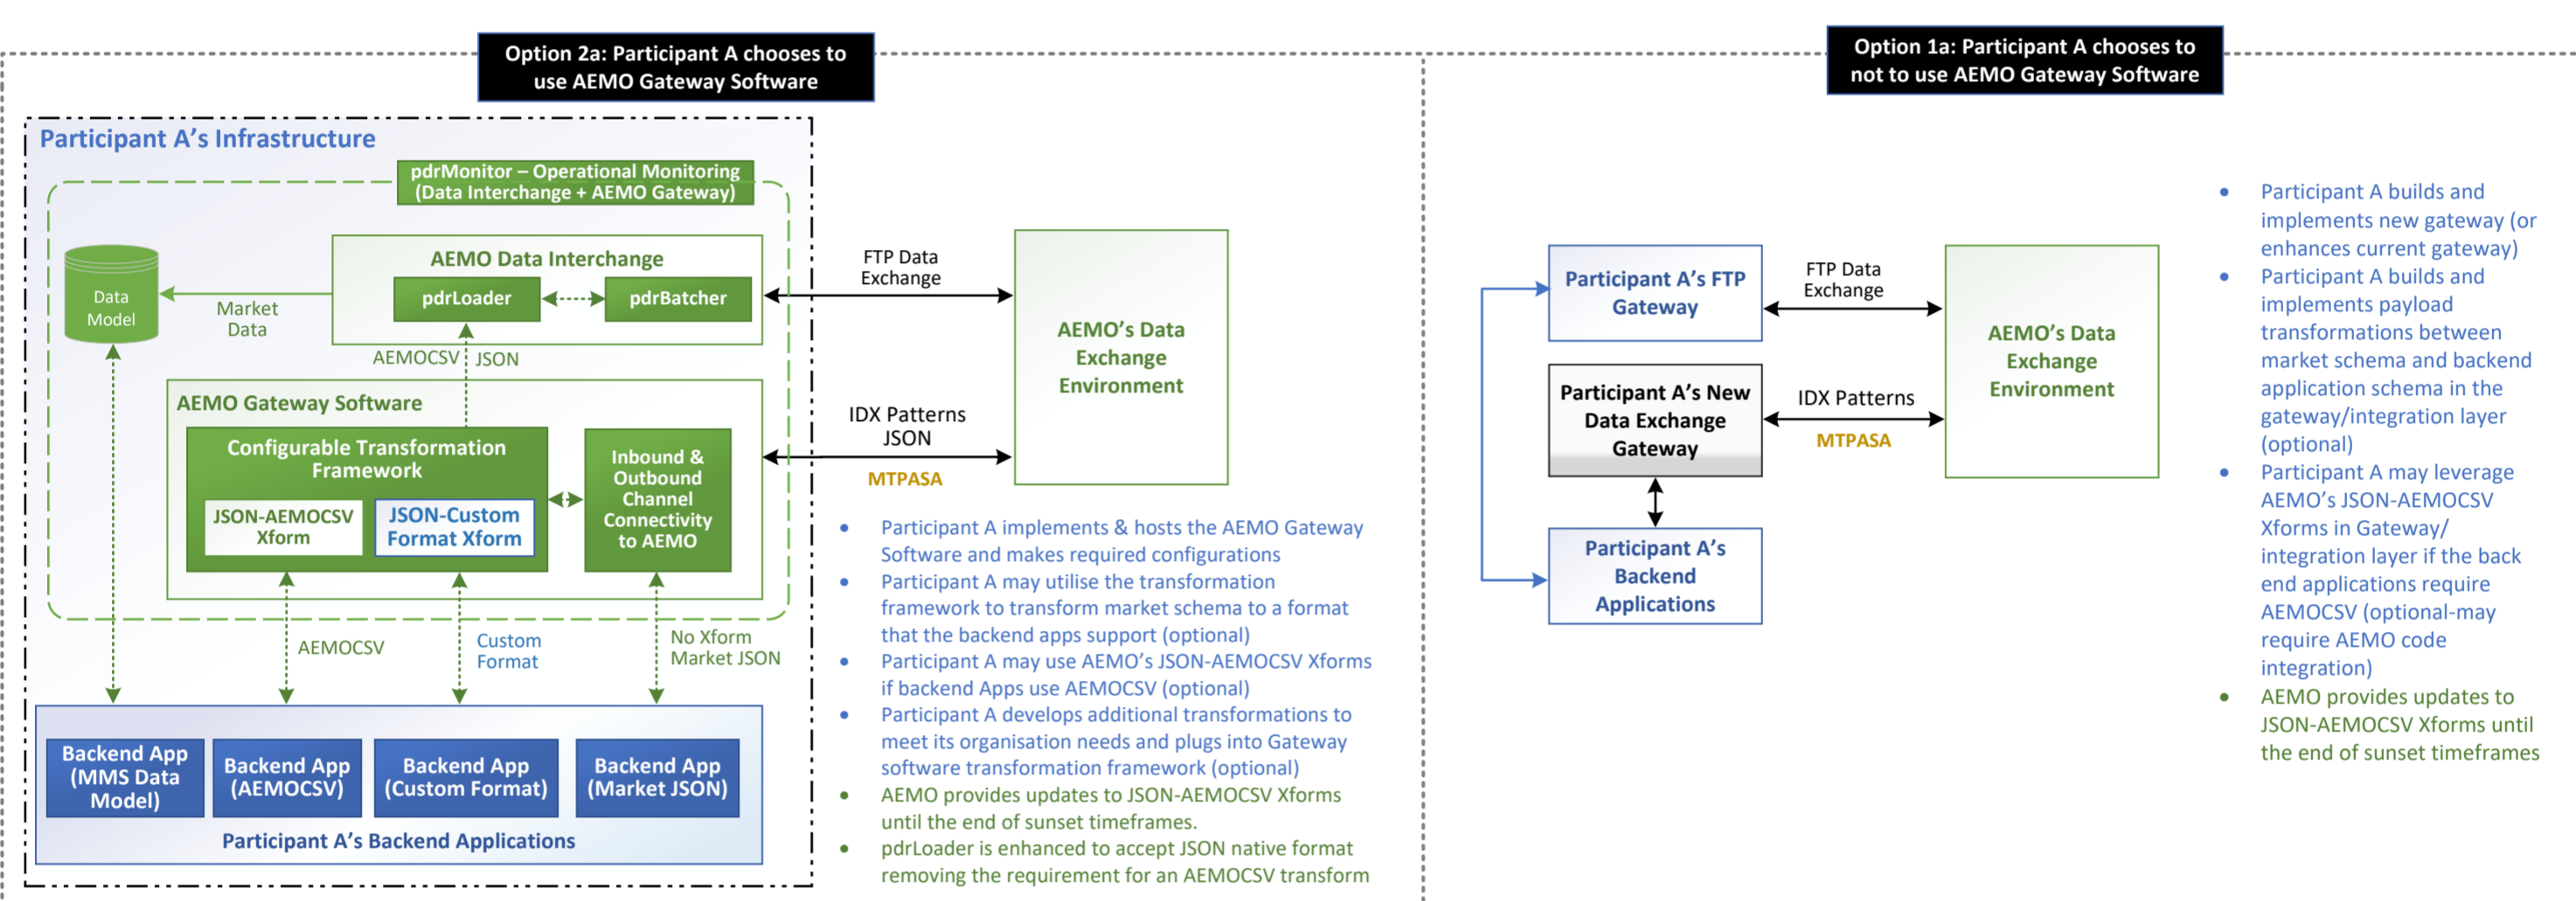 Option 2a: Participant A chooses to
use AEMO Gateway Software
Participant A's Infrastructure
pdrMonitor – Operational Monitoring
(Data Interchange + AEMO Gateway)
AEMO Data Interchange
pdrLoader
pdrBatcher
Data
Model
Market
Data
AEMOCSV
JSON
AEMO Gateway Software
Configurable Transformation
Framework
JSON-AEMOCSV
Xform
JSON-Custom
Format Xform
Inbound &
Outbound
Channel
Connectivity
to AEMO
AEMOCSV
Custom
Format
No Xform
Market JSON
Backend App
(MMS Data
Model)
Backend App
(AEMOCSV)
Backend App
(Custom Format)
Backend App
(Market JSON)
Participant A's Backend Applications
FTP Data
Exchange
IDX Patterns
JSON
MTPASA
AEMO's Data
Exchange
Environment
• Participant A implements & hosts the AEMO Gateway
Software and makes required configurations
• Participant A may utilise the transformation
framework to transform market schema to a format
that the backend apps support (optional)
• Participant A may use AEMO's JSON-AEMOCSV Xforms
if backend Apps use AEMOCSV (optional)
• Participant A develops additional transformations to
meet its organisation needs and plugs into Gateway
software transformation framework (optional)
• AEMO provides updates to JSON-AEMOCSV Xforms
until the end of sunset timeframes.
• pdrLoader is enhanced to accept JSON native format
removing the requirement for an AEMOCSV transform
Option 1a: Participant A chooses to
not to use AEMO Gateway Software
Participant A's FTP
Gateway
Participant A's New
Data Exchange
Gateway
Participant A's
Backend
Applications
FTP Data
Exchange
IDX Patterns
MTPASA
AEMO's Data
Exchange
Environment
• Participant A builds and
implements new gateway (or
enhances current gateway)
• Participant A builds and
implements payload
transformations between
market schema and backend
application schema in the
gateway/integration layer
(optional)
• Participant A may leverage
AEMO's JSON-AEMOCSV
Xforms in Gateway/
integration layer if the back
end applications require
AEMOCSV (optional-may
require AEMO code
integration)
• AEMO provides updates to
JSON-AEMOCSV Xforms until
the end of sunset timeframes